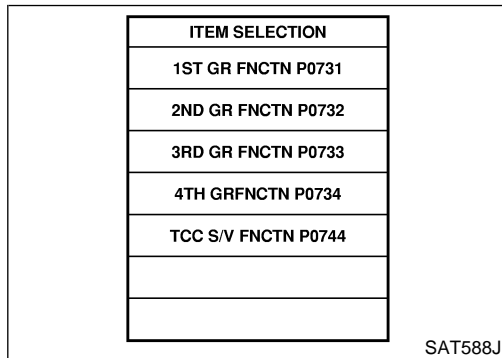 ITEM SELECTION
1ST GR FNCTN P0731
2ND GR FNCTN P0732
3RD GR FNCTN P0733
4TH GRFNCTN P0734
TCC S/V FNCTN P0744
SAT588J